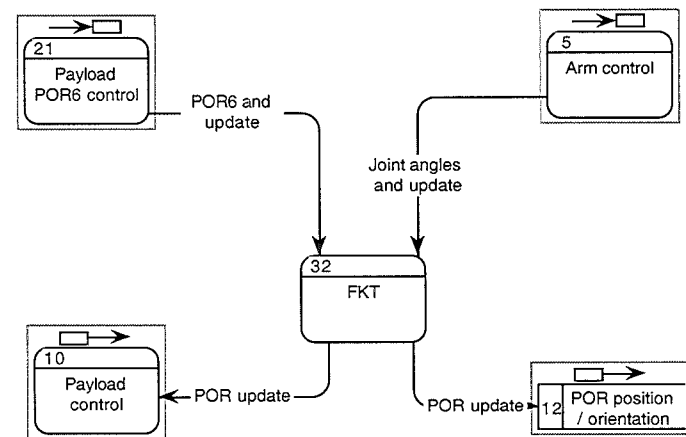 21
Payload
POR6 control
5
Arm control
POR6 and
update
Joint angles
and update
32
FKT
10
Payload
control
POR update
POR update
12
POR position
/ orientation